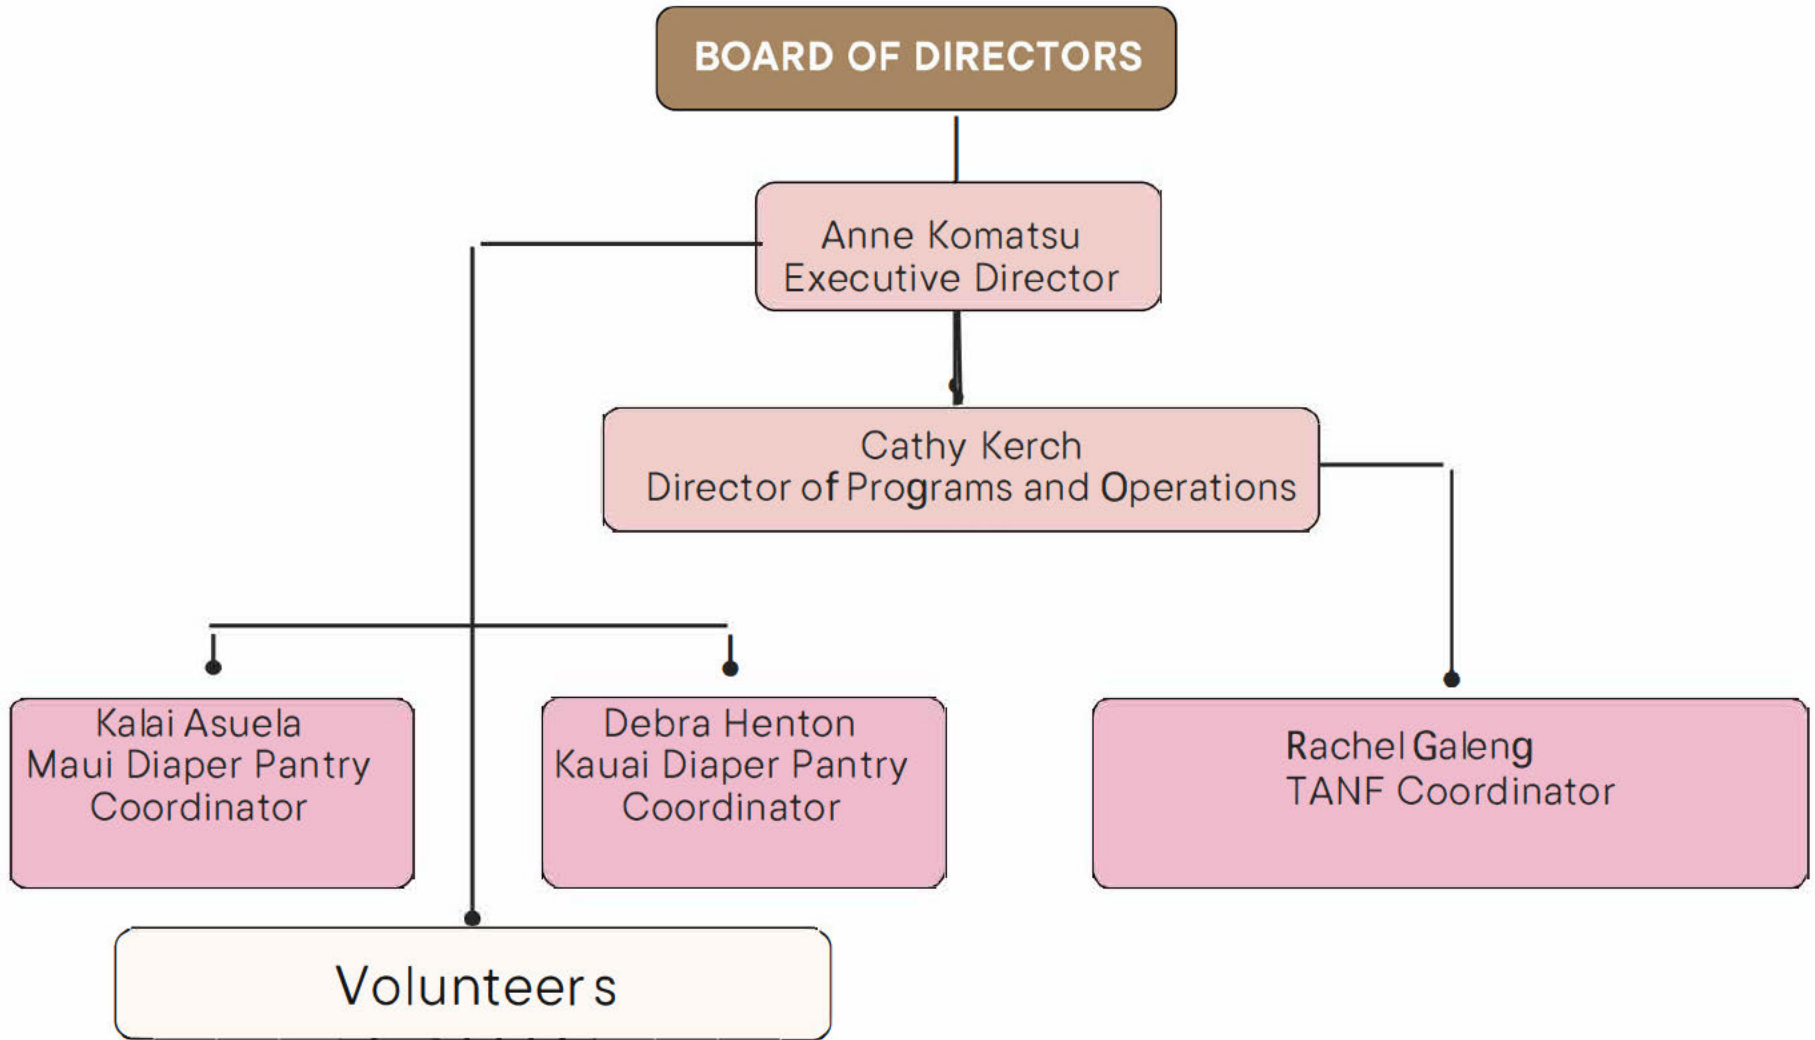 BOARD OF DIRECTORS
Anne Komatsu
Executive Director
Cathy Kerch
Director of Programs and Operations
Kalai Asuela
Maui Diaper Pantry
Coordinator
Debra Henton
Kauai Diaper Pantry
Coordinator
Rachel Galeng
TANF Coordinator
Volunteers